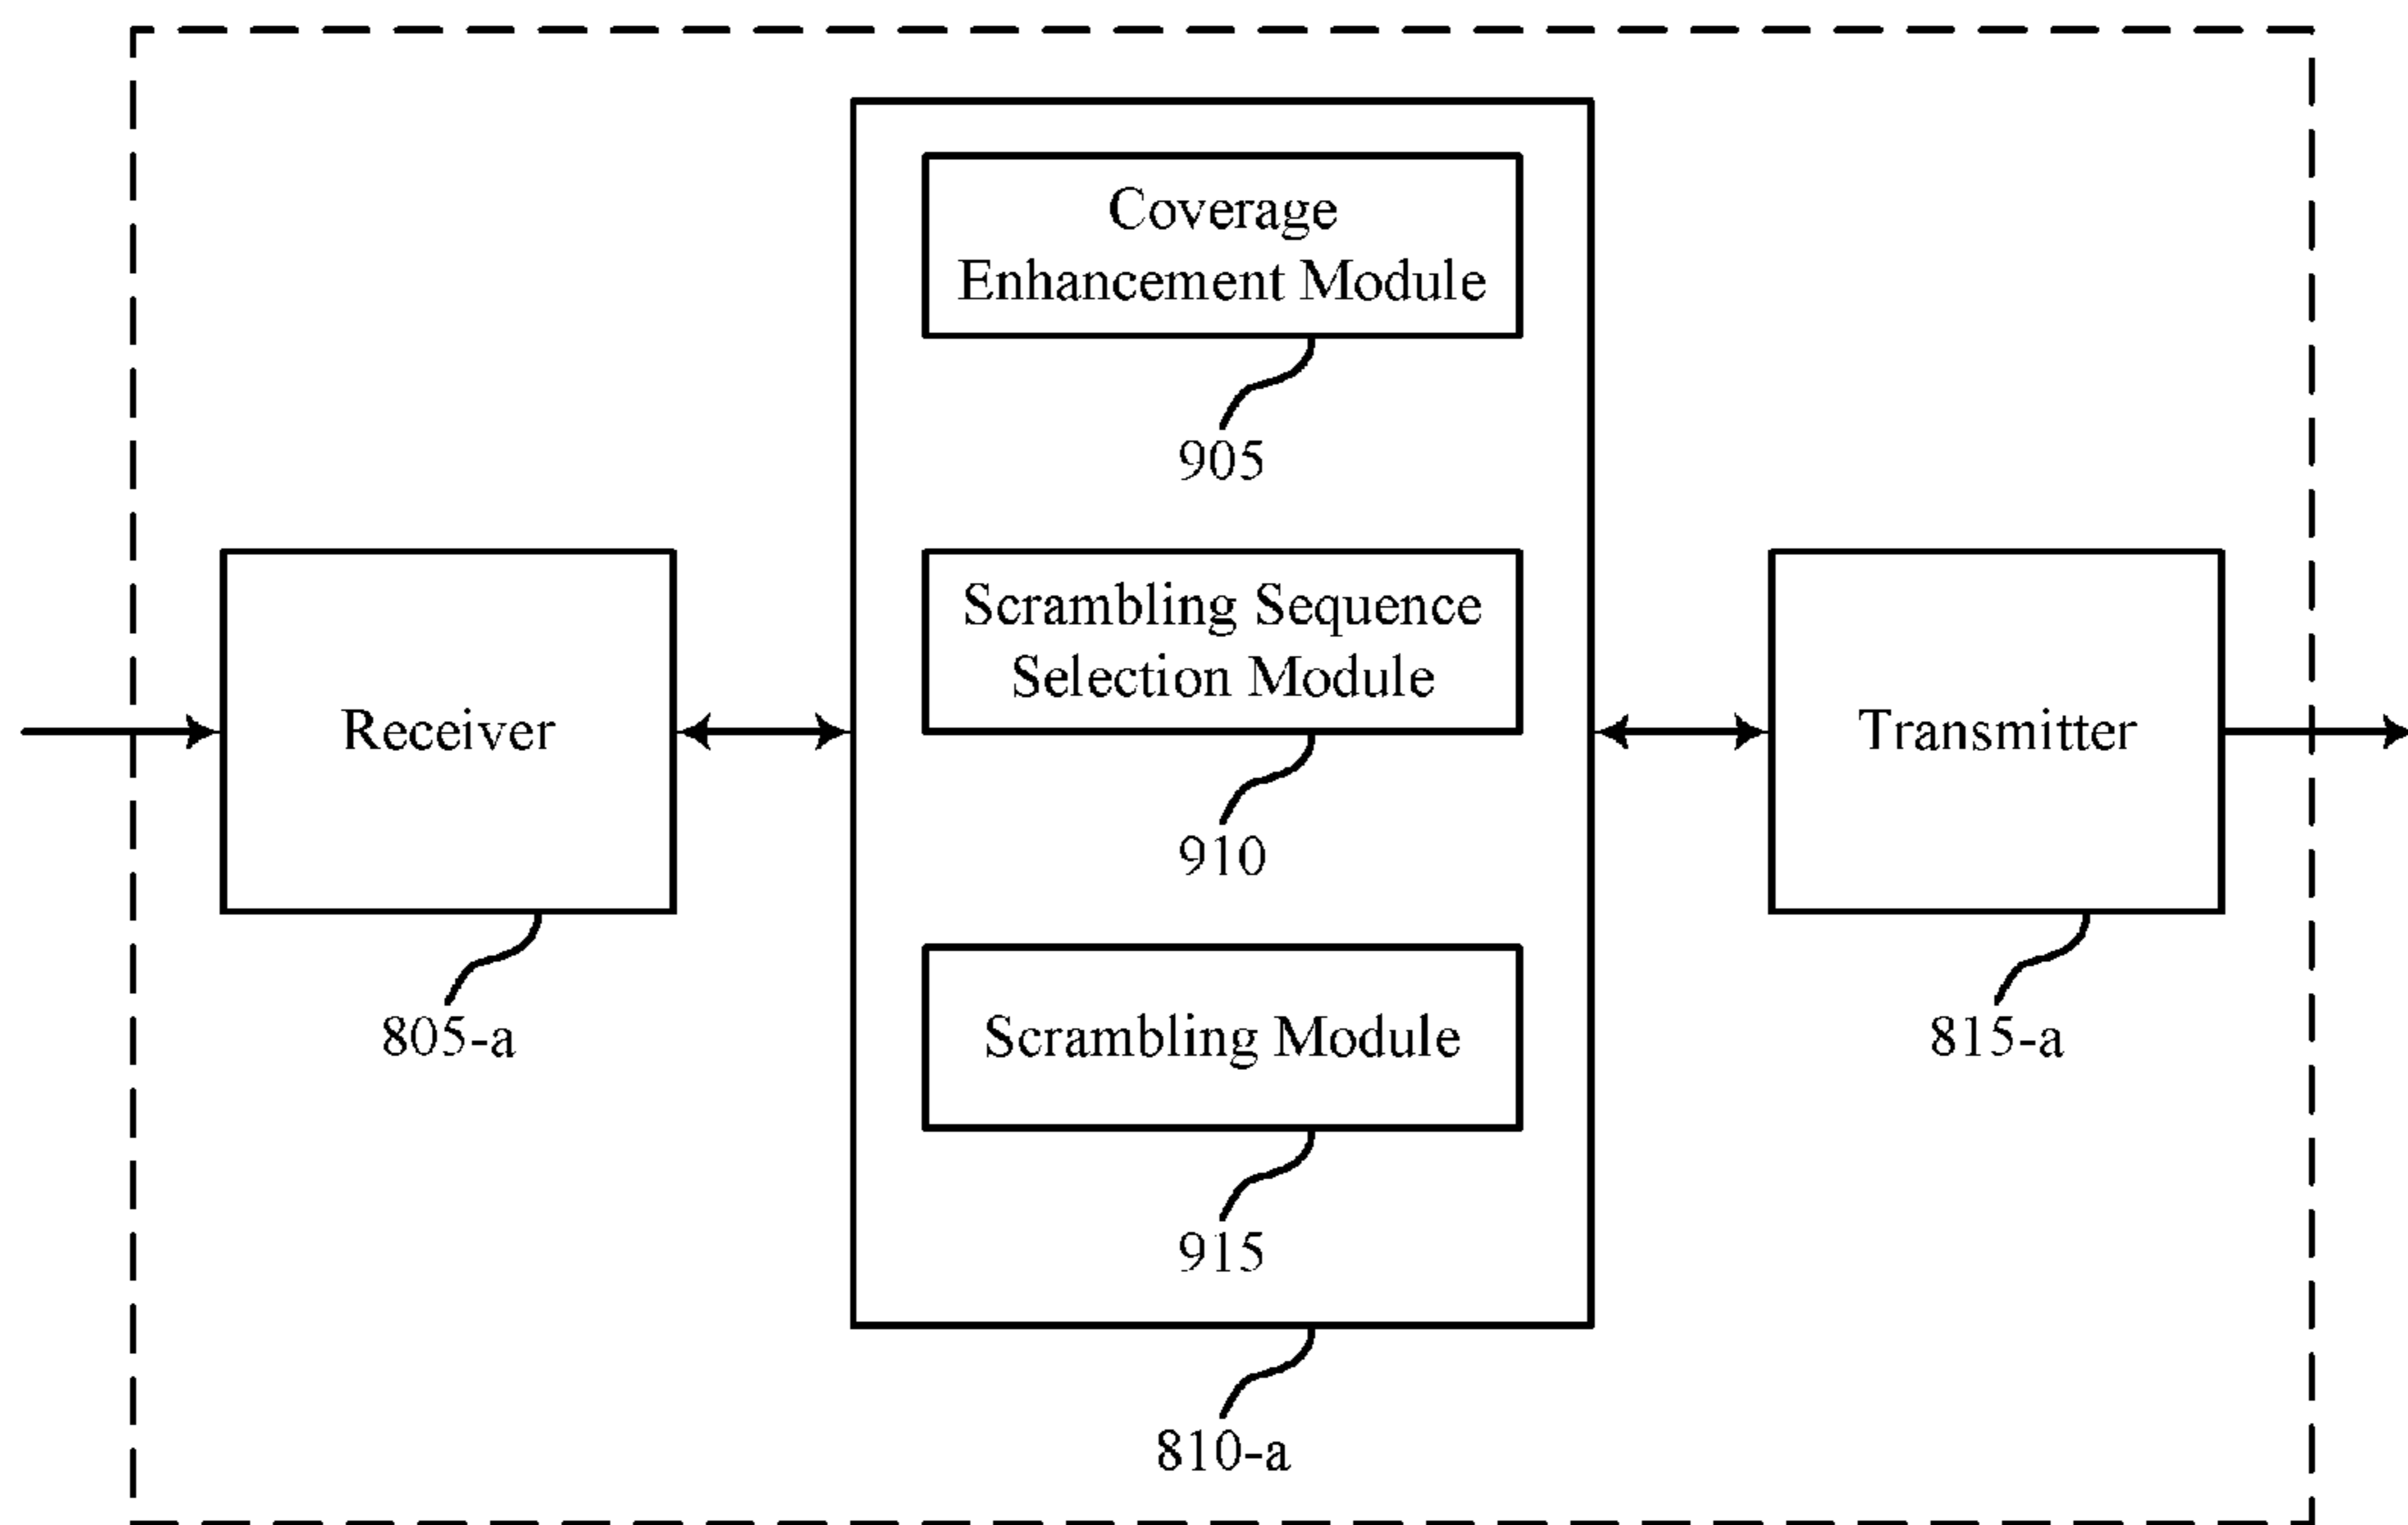 Coverage
Enhancement Module
905
Scrambling Sequence
Selection Module
910
Receiver
805-a
Transmitter
815-a
Scrambling Module
915
810-a